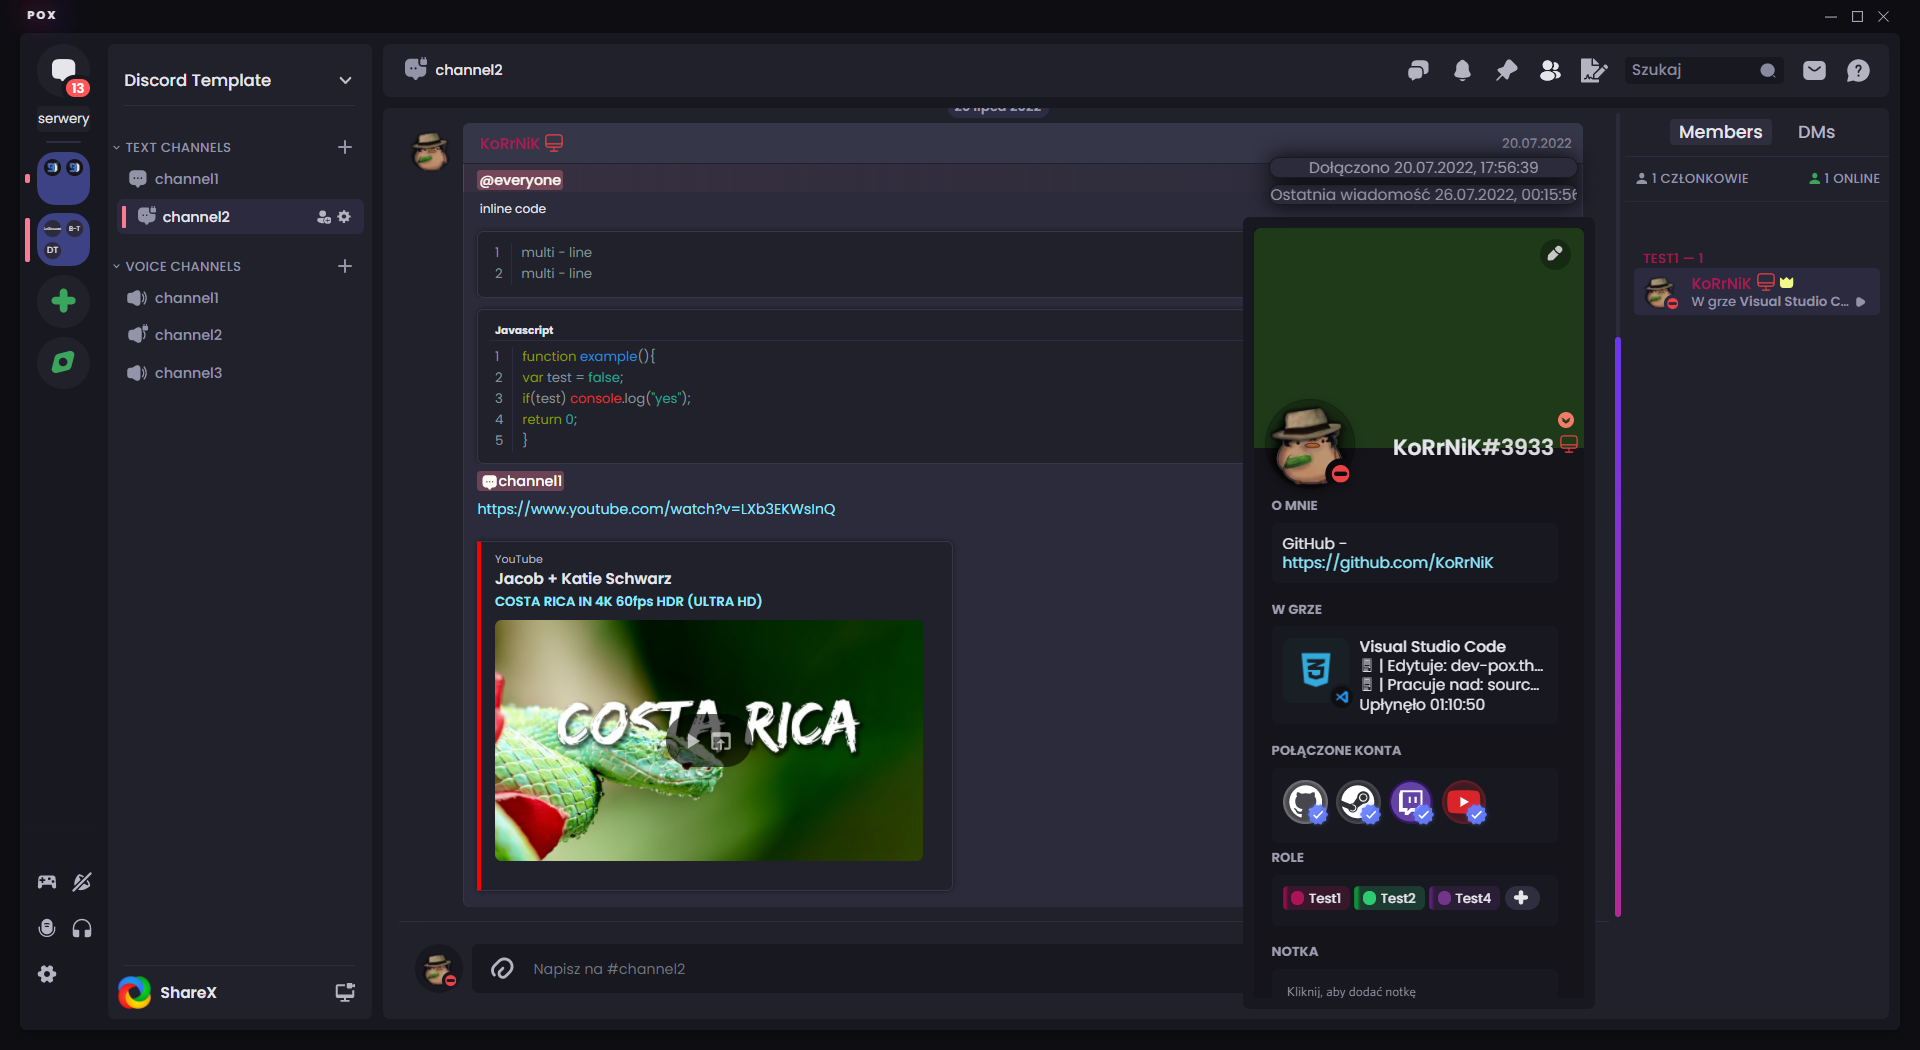 POX
13
serwery
DT
B-T
Discord Template
TEXT CHANNELS
channel1
channel2
VOICE CHANNELS
channel1
channel2
channel3
ShareX
channel2
Szukaj
KoRrNiK
20.07.2022
@everyone
inline code
1 multi - line
2 multi - line
Javascript
1 function example(){
2 var test = false;
3 if(test) console.log("yes");
4 return 0;
5 }
channel1
https://www.youtube.com/watch?v=LXb3EKWsInQ
YouTube
Jacob + Katie Schwarz
COSTA RICA IN 4K 60fps HDR (ULTRA HD)
COSTA RICA
Napisz na #channel2
Dołączono 20.07.2022, 17:56:39
Ostatnia wiadomość 26.07.2022, 00:15:56
KoRrNiK#3933
O MNIE
GitHub -
https://github.com/KoRrNiK
W GRZE
Visual Studio Code
| Edytuje: dev-pox.th...
| Pracuje nad: sourc...
Upłynęło 01:10:50
POŁĄCZONE KONTA
ROLE
Test1 Test2 Test4
NOTKA
Kliknij, aby dodać notkę
Members DMs
1 CZŁONKOWIE 1 ONLINE
TEST1 — 1
KoRrNiK
W grze Visual Studio C...